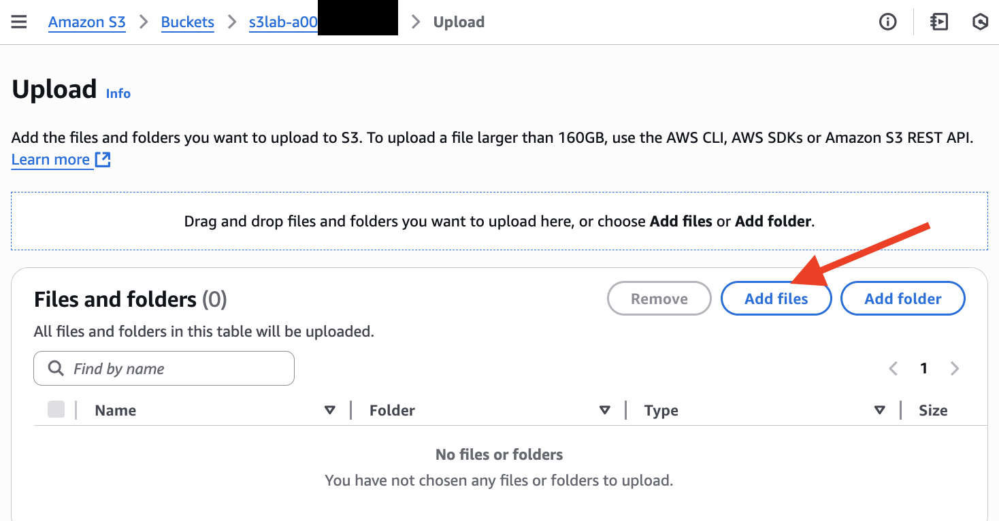 Amazon S3 > Buckets > s3lab-a00 > Upload
Upload Info
Add the files and folders you want to upload to S3. To upload a file larger than 160GB, use the AWS CLI, AWS SDKs or Amazon S3 REST API.
Learn more
Drag and drop files and folders you want to upload here, or choose Add files or Add folder.
Files and folders (0)
Remove
Add files
Add folder
All files and folders in this table will be uploaded.
Find by name
1
Name Folder Type Size
No files or folders
You have not chosen any files or folders to upload.